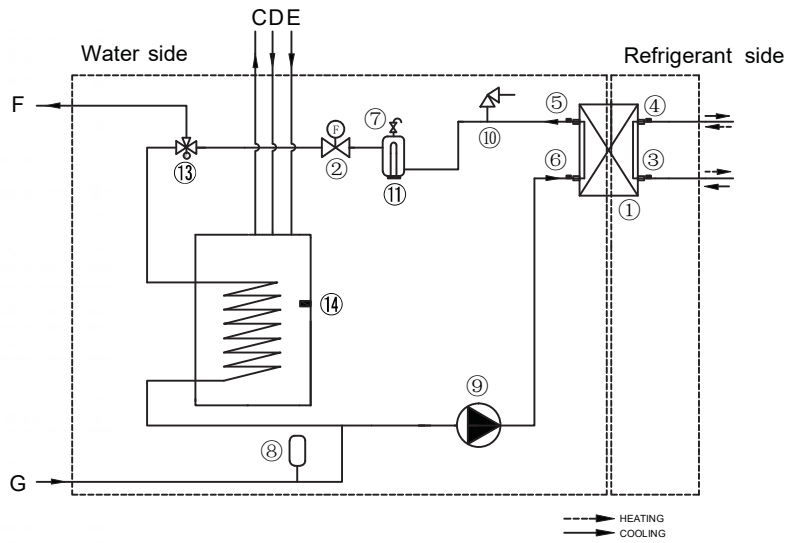 C D E
Water side
Refrigerant side
F
⑦
⑤
④
⑩
F
⑬
②
⑪
⑥
③
①
⑭
⑨
⑧
G
HEATING
COOLING